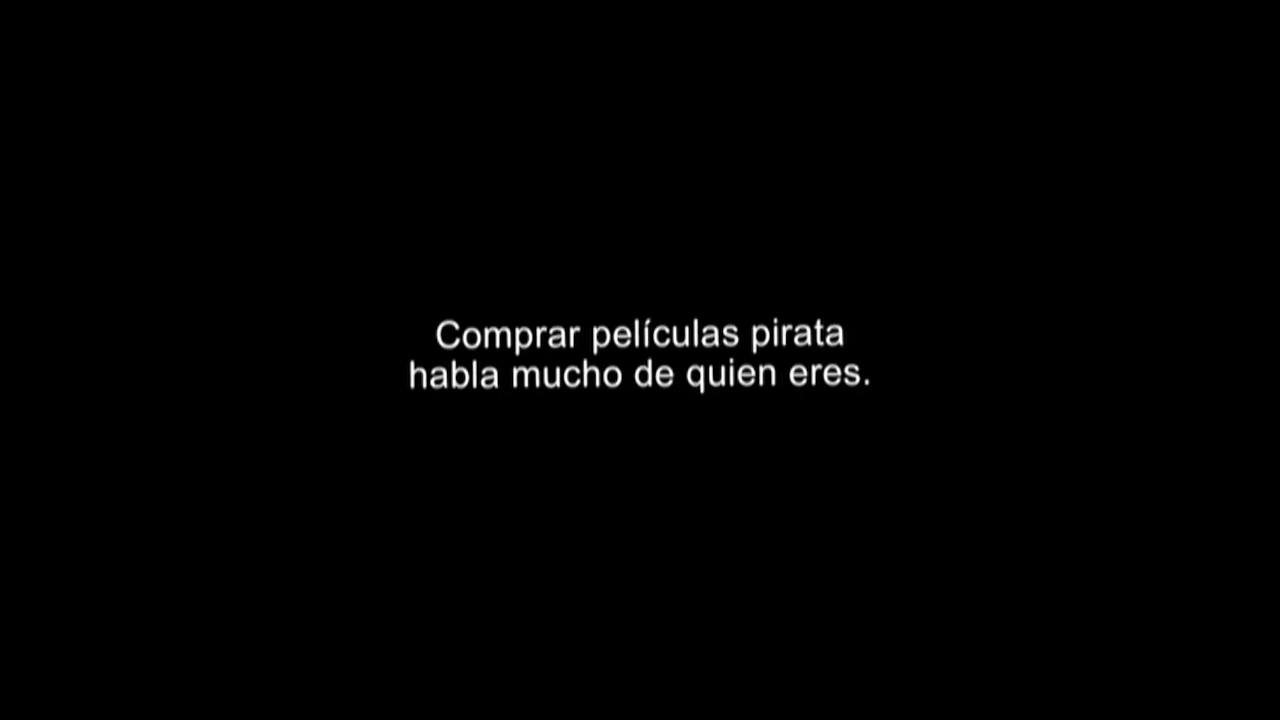 Comprar películas pirata
habla mucho de quien eres.